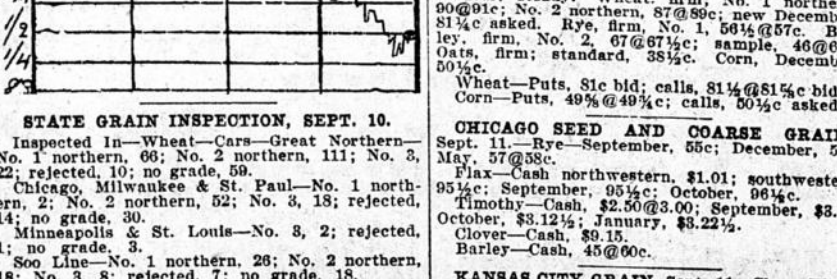 1/2
1/4
STATE GRAIN INSPECTION, SEPT. 10.
Inspected In—Wheat—Cars—Great Northern—
No. 1 northern, 66; No. 2 northern, 111; No. 3,
22; rejected, 10; no grade, 59.
Chicago, Milwaukee & St. Paul—No. 1 north-
ern, 2; No. 2 northern, 52; No. 3, 18; rejected,
14; no grade, 30.
Minneapolis & St. Louis—No. 3, 2; rejected,
1; no grade, 3.
Soo Line—No. 1 northern, 26; No. 2 northern,
18; No. 3, 8; rejected, 7; no grade, 18.
90@91c; No. 2 northern, 87@89c; new Decemb
81¼c asked. Rye, firm, No. 1, 56½@57c. B
ley, firm, No. 2, 67@67½c; sample, 46@6
Oats, firm; standard, 38½c. Corn, Decemb
50½c.
Wheat—Puts, 81c bid; calls, 81½@81⅝c bid
Corn—Puts, 49⅝@49¾c; calls, 50½c asked
CHICAGO SEED AND COARSE GRAI
Sept. 11.—Rye—September, 55c; December, 5
May, 57@58c.
Flax—Cash northwestern, $1.01; southweste
95½c; September, 95½c; October, 96½c.
Timothy—Cash, $2.50@3.00; September, $3.
October, $3.12½; January, $3.22½.
Clover—Cash, $9.15.
Barley—Cash, 45@60c.
KANSAS CITY GRAIN